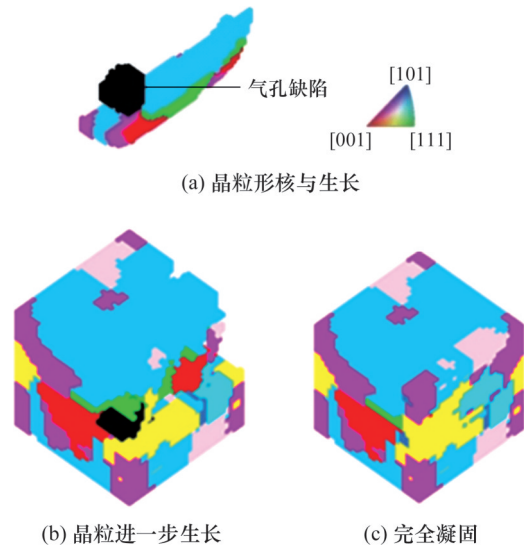 气孔缺陷
[101]
[001] [111]
(a) 晶粒形核与生长
(b) 晶粒进一步生长
(c) 完全凝固